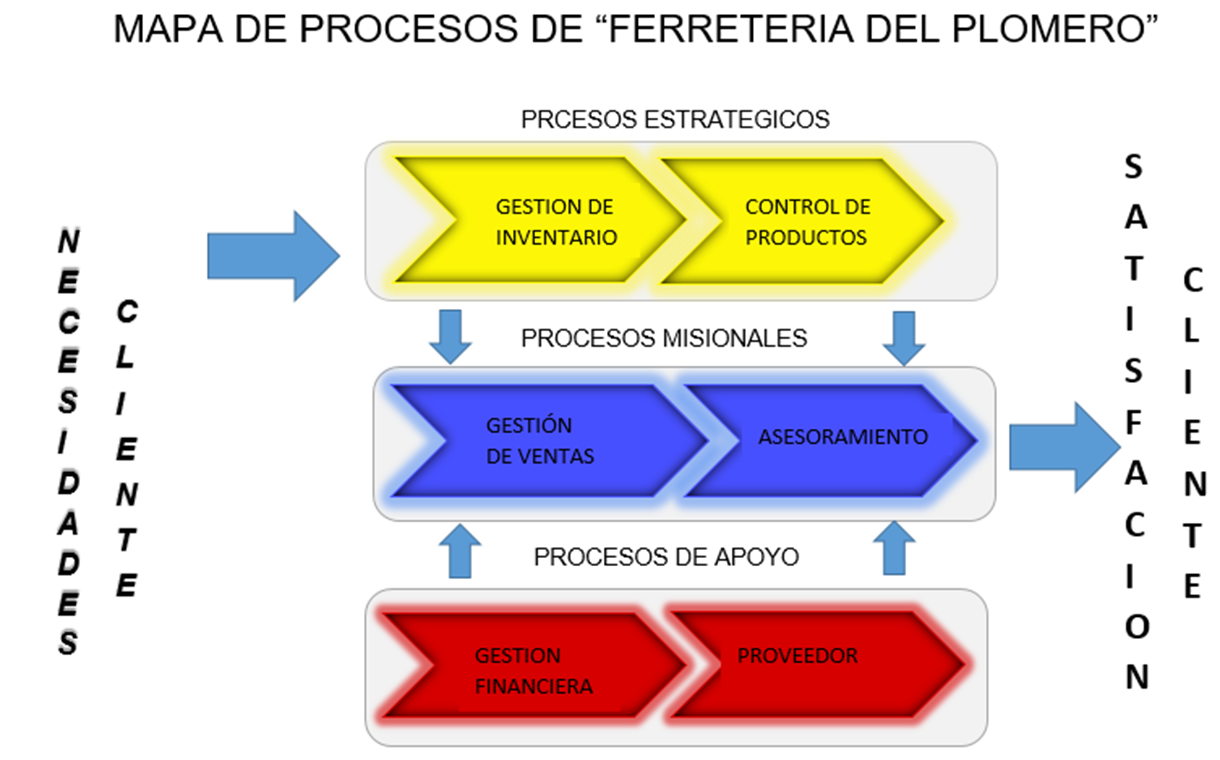 MAPA DE PROCESOS DE “FERRETERIA DEL PLOMERO”
NECESIDADES
CLIENTE
PRCESOS ESTRATEGICOS
GESTION DE
INVENTARIO
CONTROL DE
PRODUCTOS
PROCESOS MISIONALES
GESTIÓN
DE VENTAS
ASESORAMIENTO
PROCESOS DE APOYO
GESTION
FINANCIERA
PROVEEDOR
SATISFACION
CLIENTE